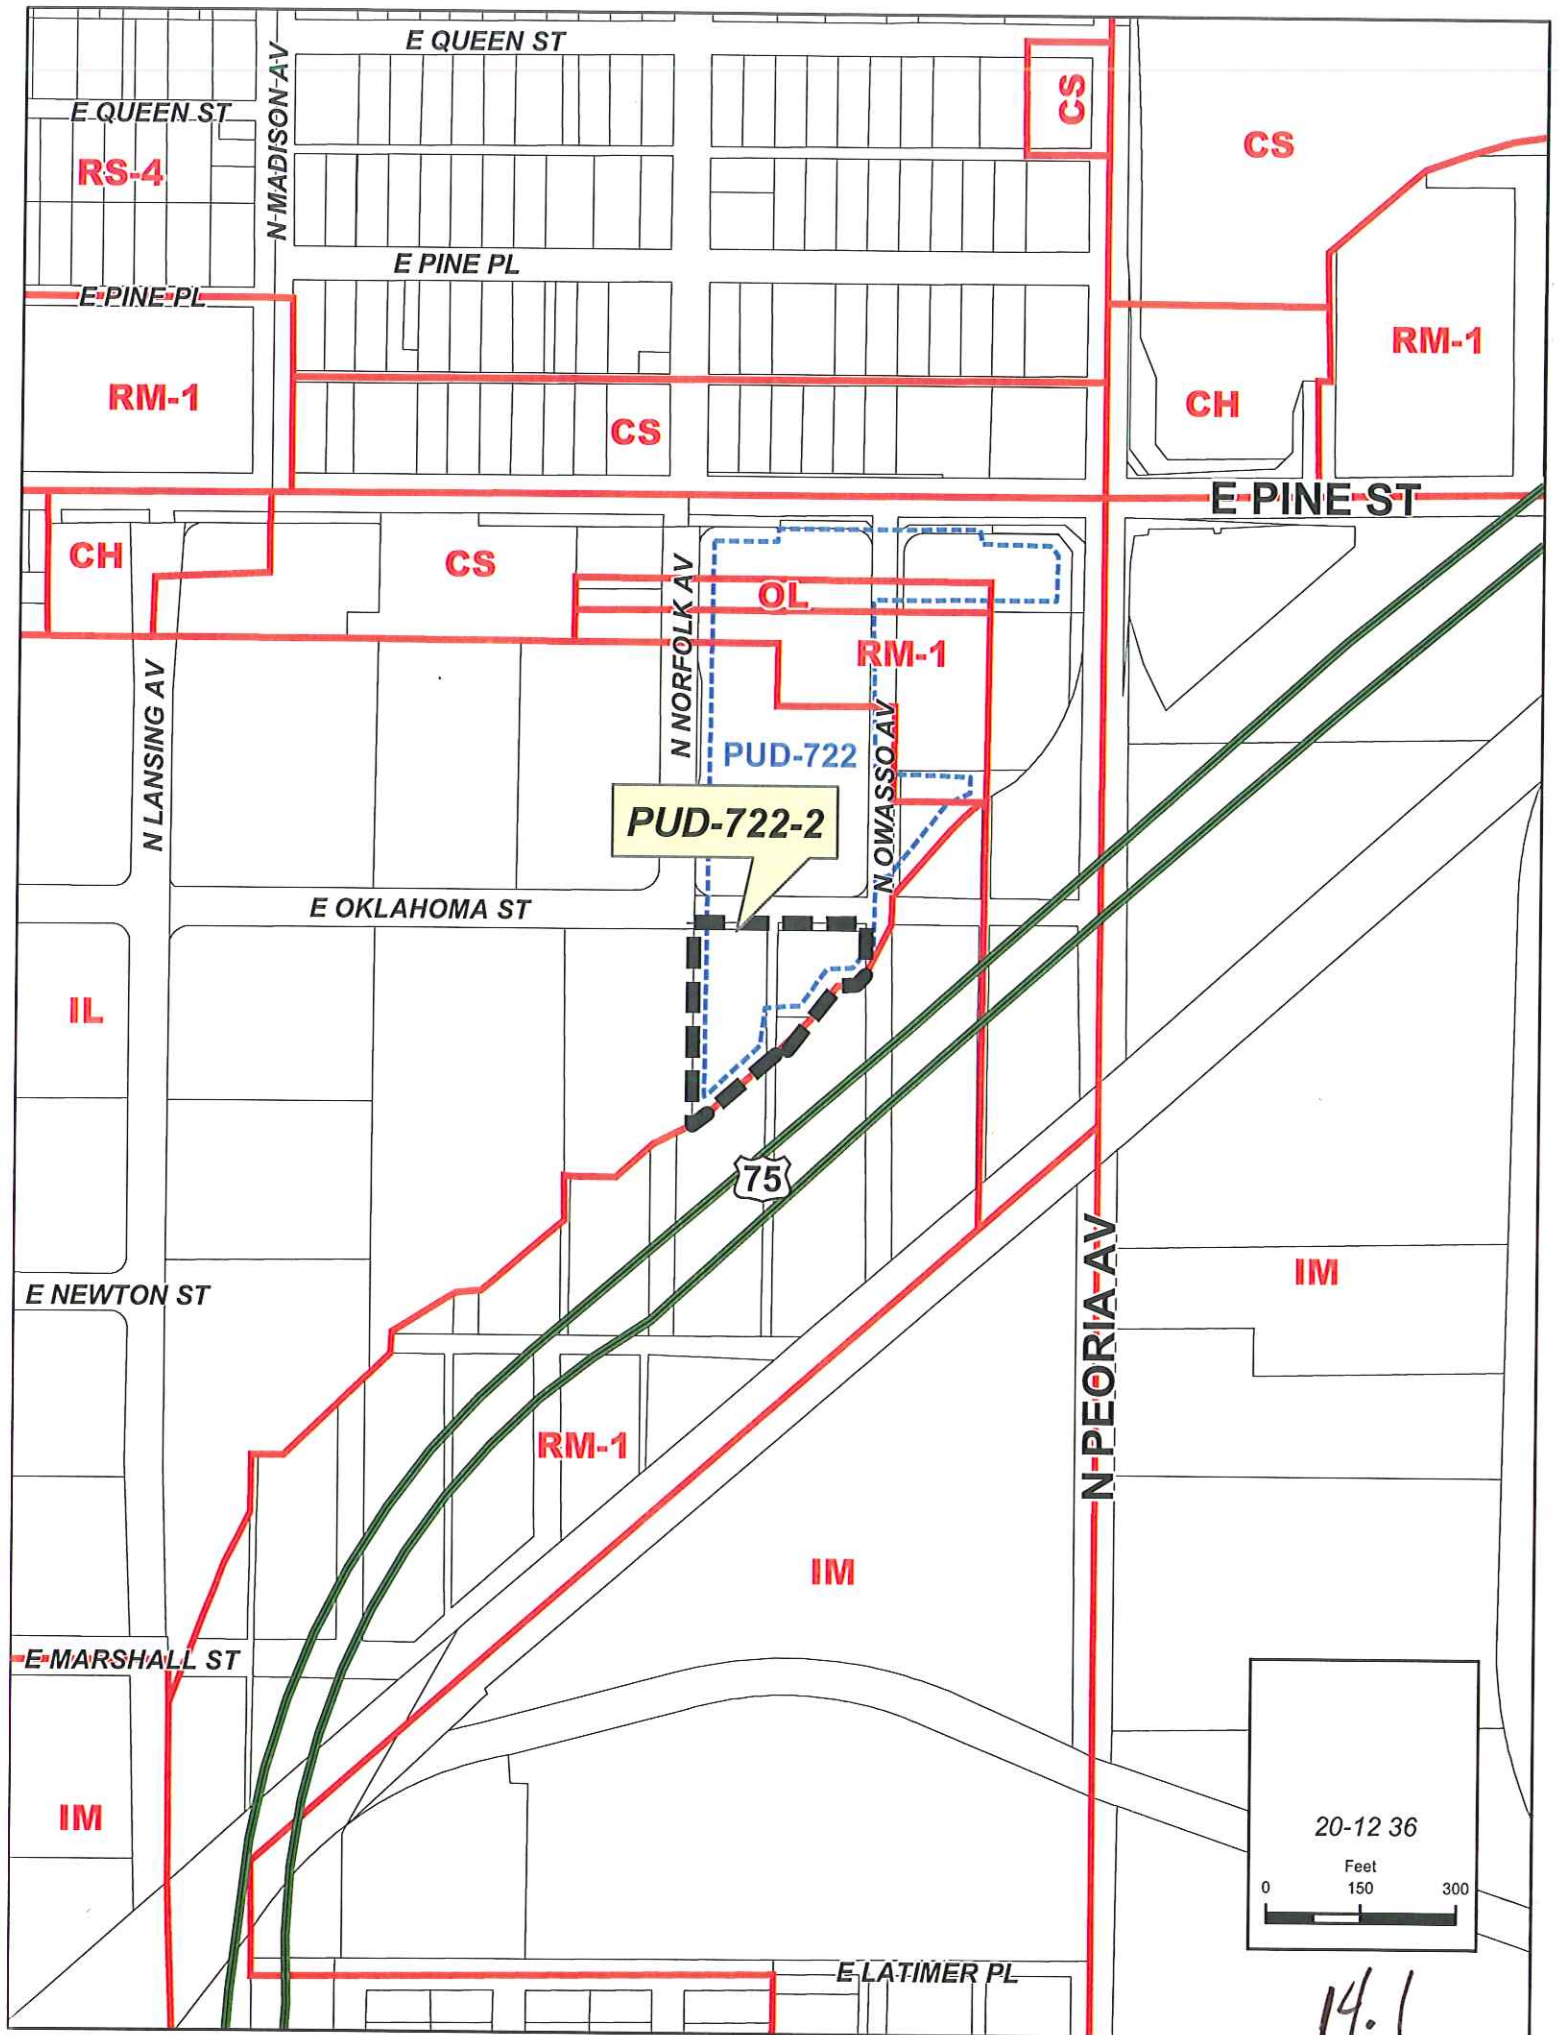 E QUEEN ST
N MADISON AV
CS
E QUEEN ST
CS
RS-4
E PINE PL
E PINE PL
RM-1
RM-1
CH
CS
E PINE ST
CH
CS
N NORFOLK AV
OL
RM-1
N LANSING AV
PUD-722
N OWASSO AV
PUD-722-2
E OKLAHOMA ST
IL
75
N PEORIA AV
IM
E NEWTON ST
RM-1
IM
E MARSHALL ST
IM
20-12 36
Feet
0 150 300
E LATIMER PL
14.1